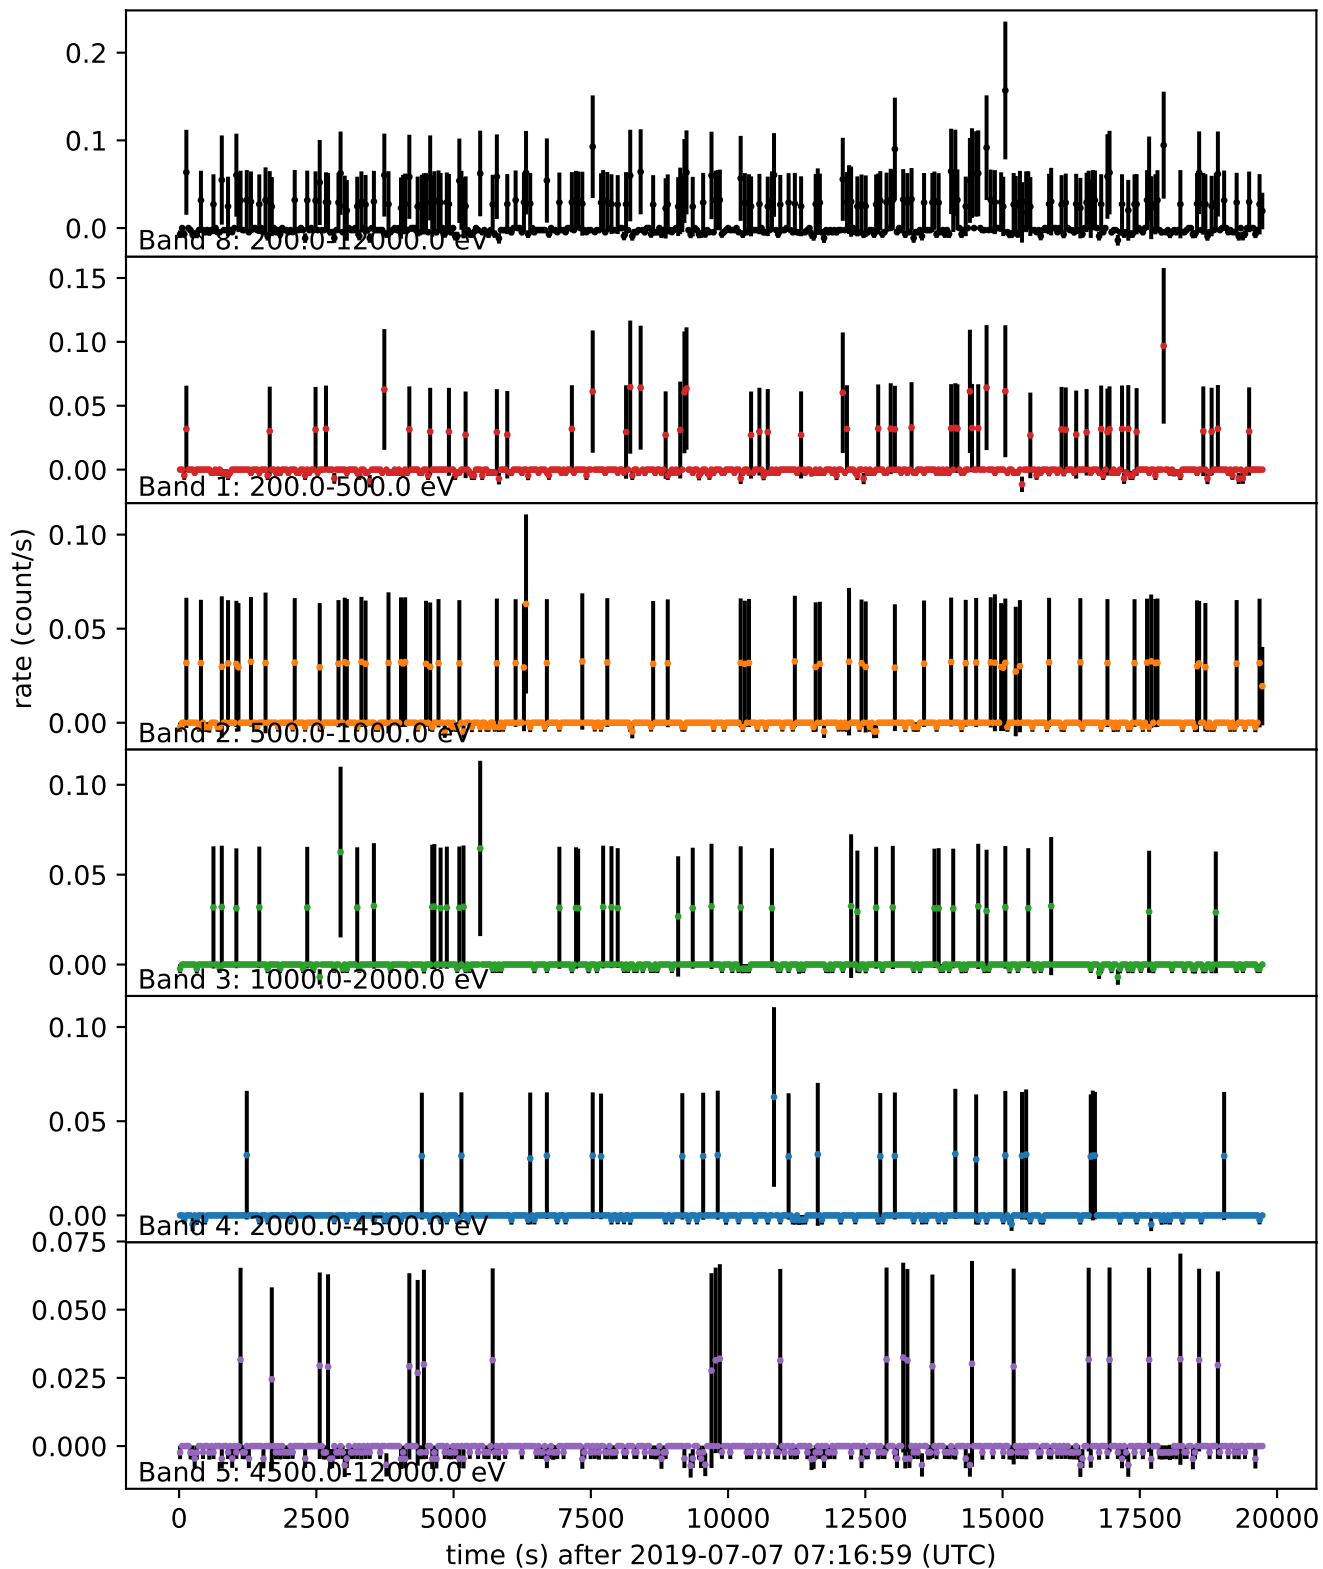 0.2
0.1
0.0
Band 8: 200.0-12000.0 eV
0.15
0.10
0.05
0.00
Band 1: 200.0-500.0 eV
0.10
0.05
0.00
Band 2: 500.0-1000.0 eV
rate (count/s)
0.10
0.05
0.00
Band 3: 1000.0-2000.0 eV
0.10
0.05
0.00
Band 4: 2000.0-4500.0 eV
0.075
0.050
0.025
0.000
Band 5: 4500.0-12000.0 eV
0 2500 5000 7500 10000 12500 15000 17500 20000
time (s) after 2019-07-07 07:16:59 (UTC)